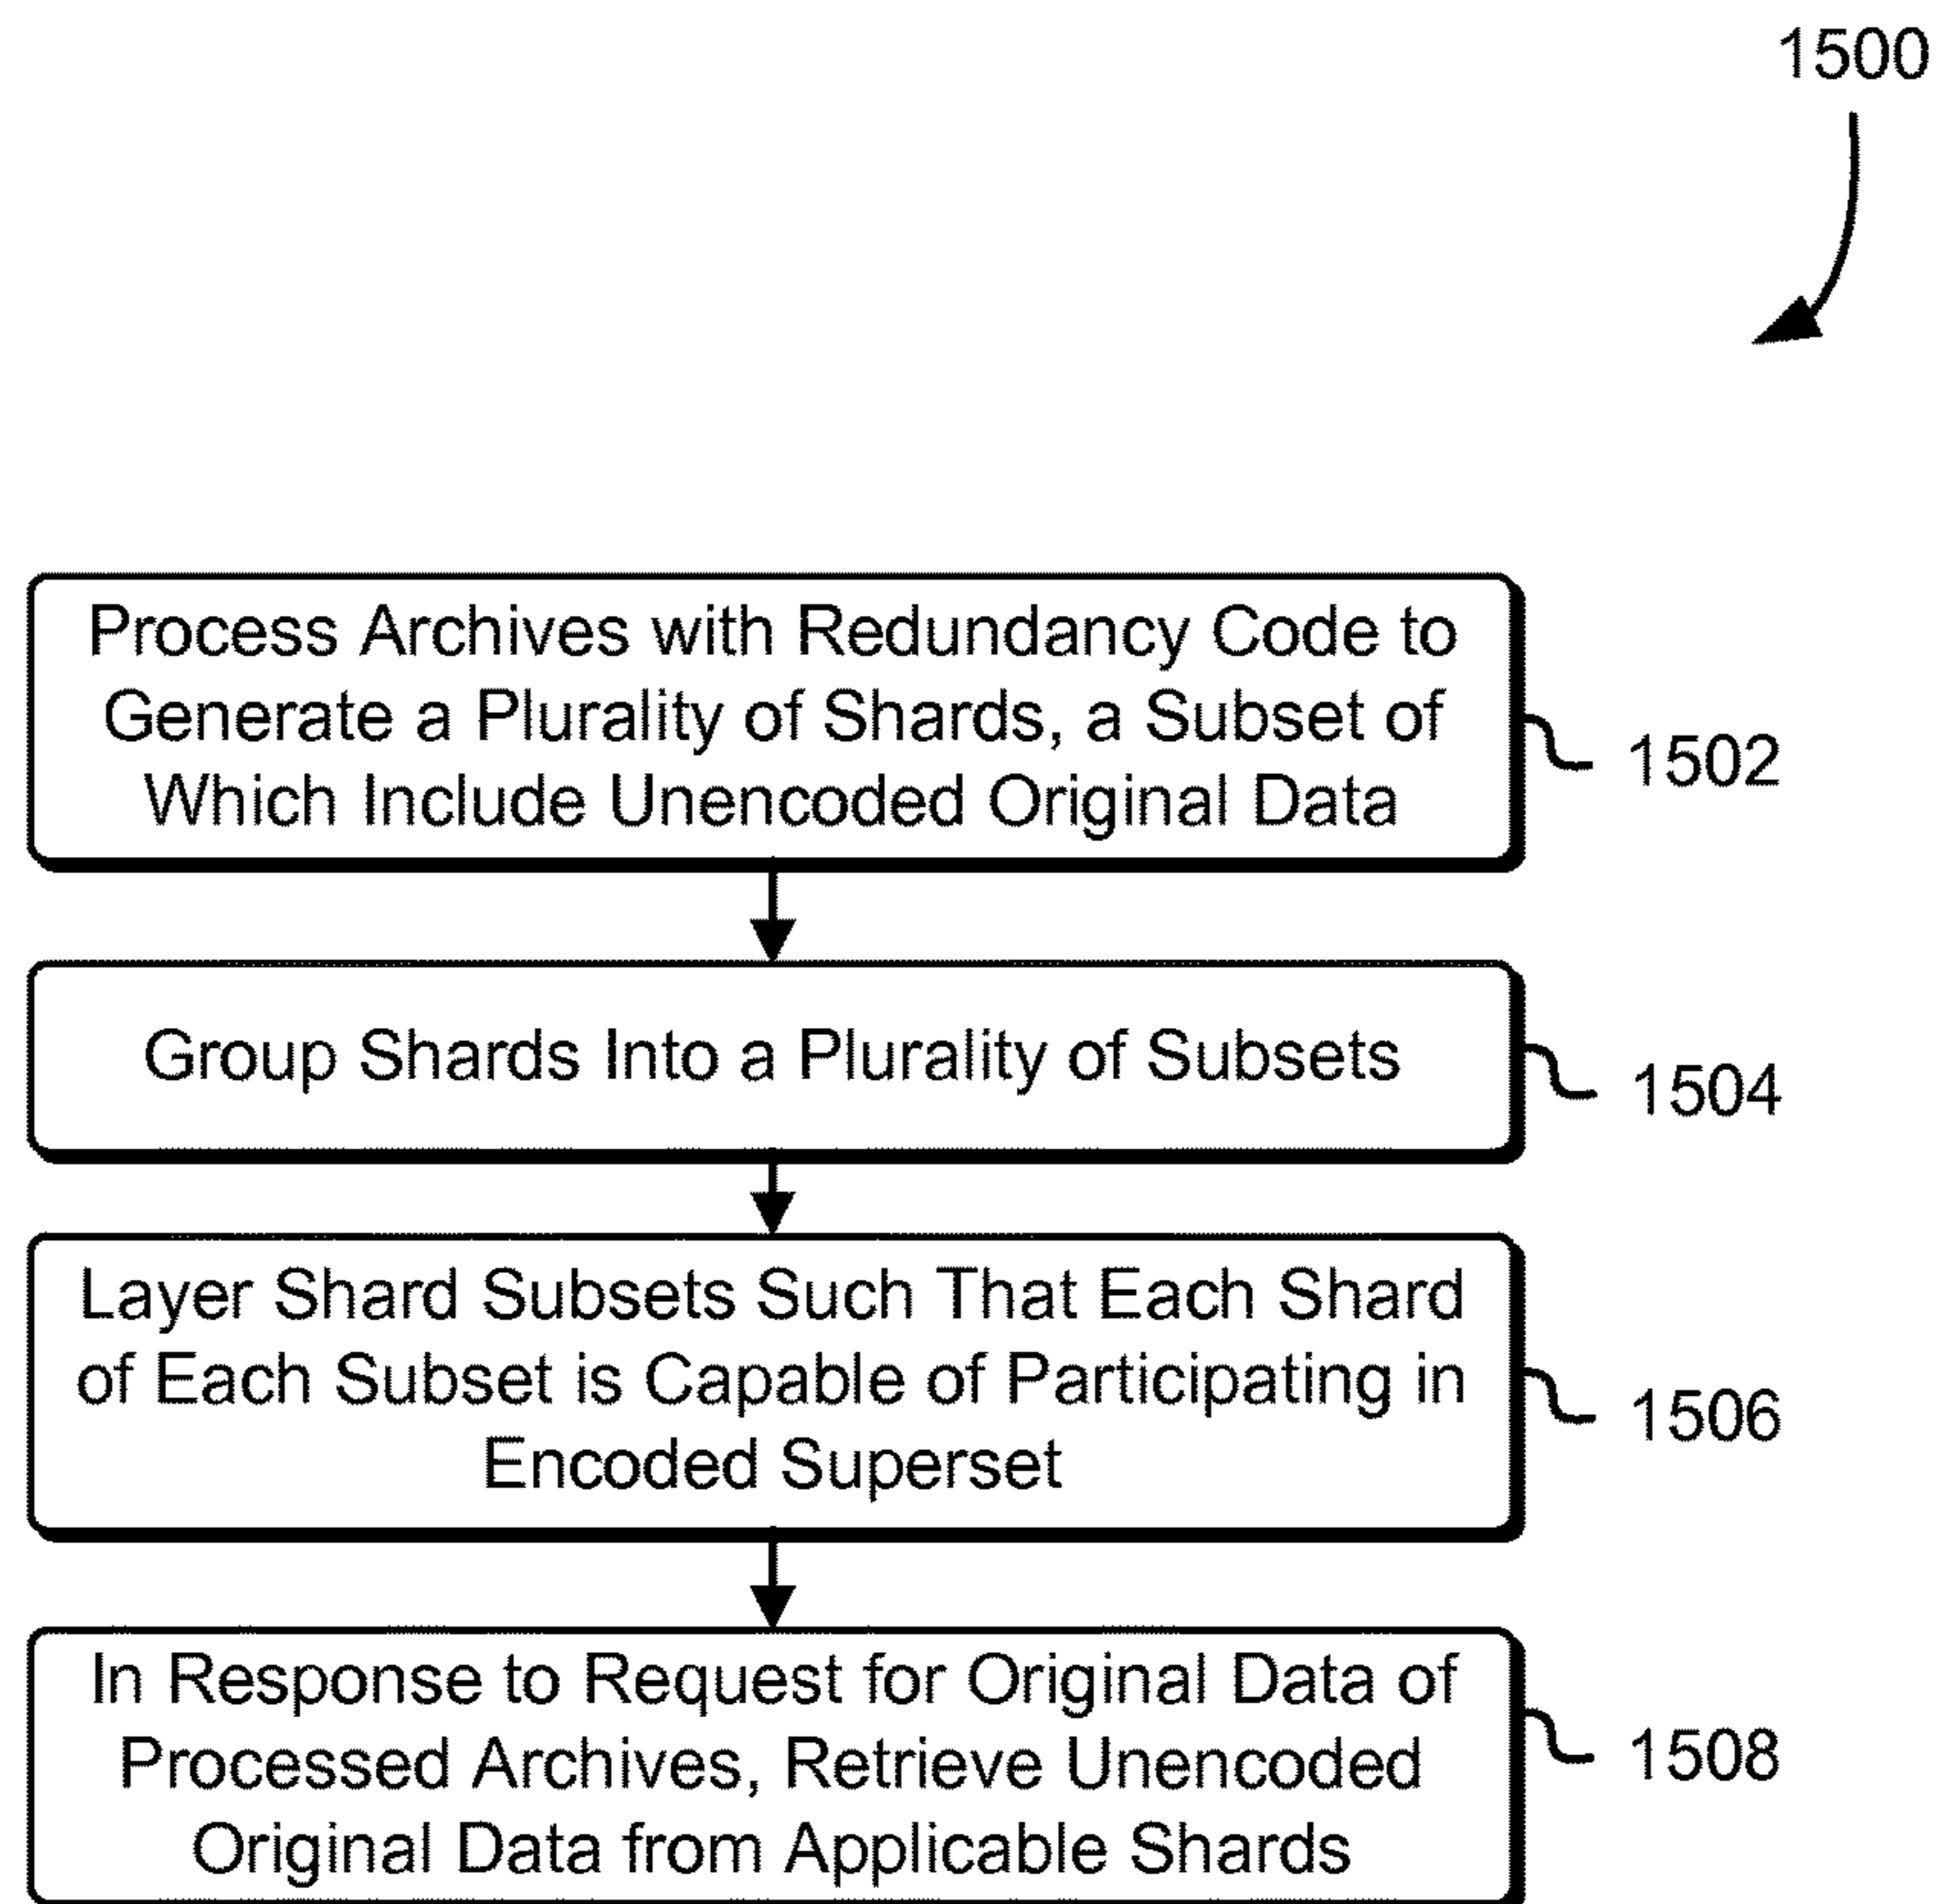 1500
Process Archives with Redundancy Code to
Generate a Plurality of Shards, a Subset of
Which Include Unencoded Original Data
1502
Group Shards Into a Plurality of Subsets
1504
Layer Shard Subsets Such That Each Shard
of Each Subset is Capable of Participating in
Encoded Superset
1506
In Response to Request for Original Data of
Processed Archives, Retrieve Unencoded
Original Data from Applicable Shards
1508